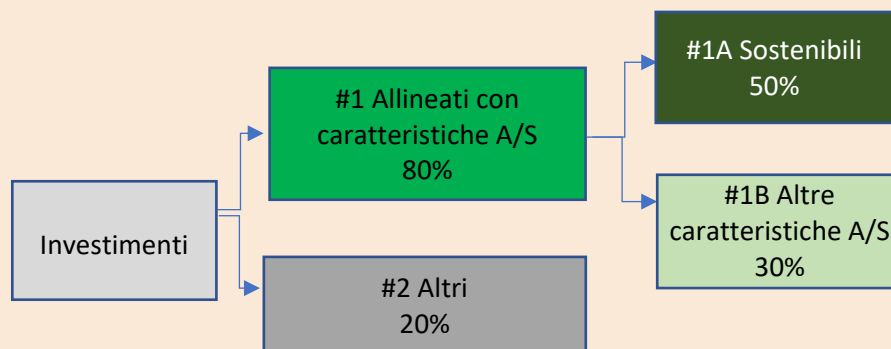 Investimenti
#1 Allineati con
caratteristiche A/S
80%
#2 Altri
20%
#1A Sostenibili
50%
#1B Altre
caratteristiche A/S
30%